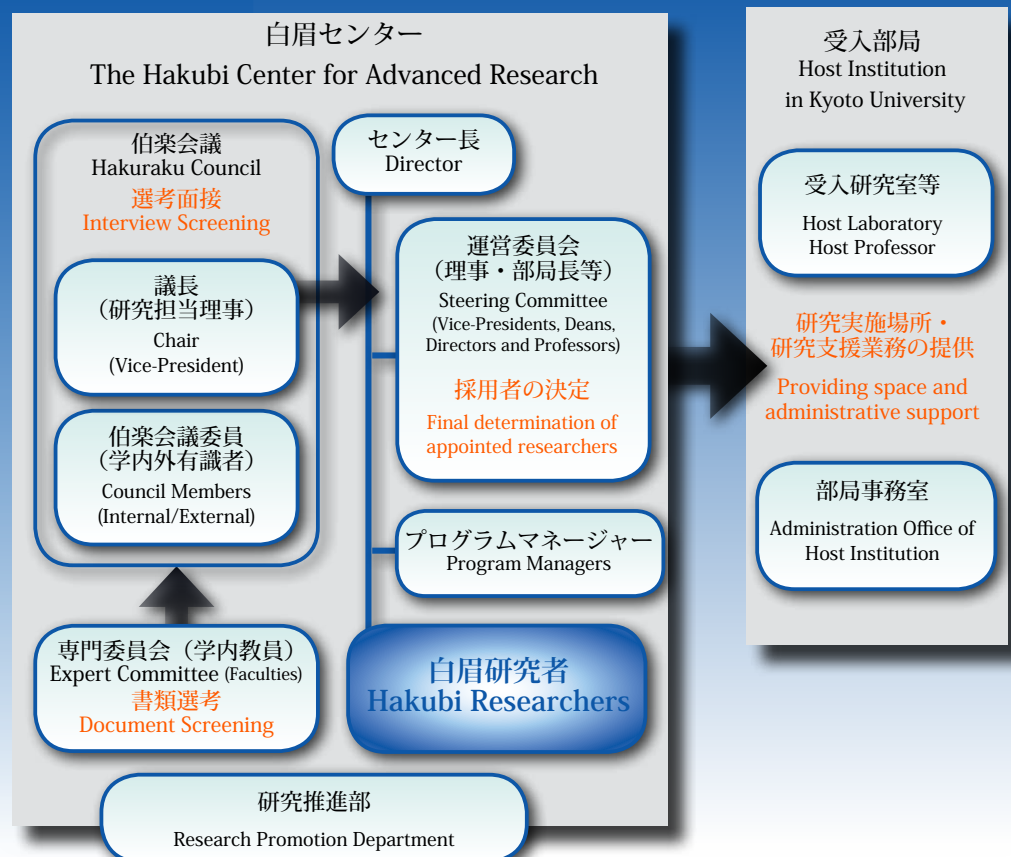 白眉センター
The Hakubi Center for Advanced Research
伯楽会議
Hakuraku Council
選考面接
Interview Screening
議長
（研究担当理事）
Chair
(Vice-President)
伯楽会議委員
（学内外有識者）
Council Members
(Internal/External)
専門委員会（学内教員）
Expert Committee (Faculties)
書類選考
Document Screening
センター長
Director
運営委員会
（理事・部局長等）
Steering Committee
(Vice-Presidents, Deans,
Directors and Professors)
採用者の決定
Final determination of
appointed researchers
プログラムマネージャー
Program Managers
白眉研究者
Hakubi Researchers
研究推進部
Research Promotion Department
受入部局
Host Institution
in Kyoto University
受入研究室等
Host Laboratory
Host Professor
研究実施場所・
研究支援業務の提供
Providing space and
administrative support
部局事務室
Administration Office of
Host Institution